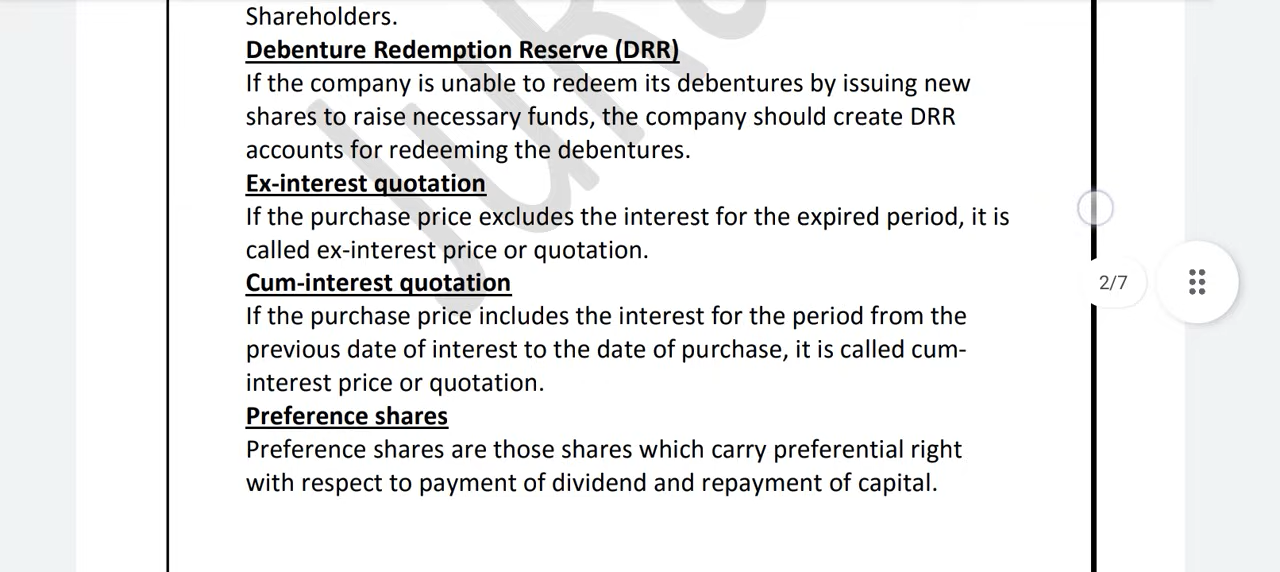 Shareholders.
Debenture Redemption Reserve (DRR)
If the company is unable to redeem its debentures by issuing new
shares to raise necessary funds, the company should create DRR
accounts for redeeming the debentures.
Ex-interest quotation
If the purchase price excludes the interest for the expired period, it is
called ex-interest price or quotation.
Cum-interest quotation
2/7
If the purchase price includes the interest for the period from the
previous date of interest to the date of purchase, it is called cum-
interest price or quotation.
Preference shares
Preference shares are those shares which carry preferential right
with respect to payment of dividend and repayment of capital.